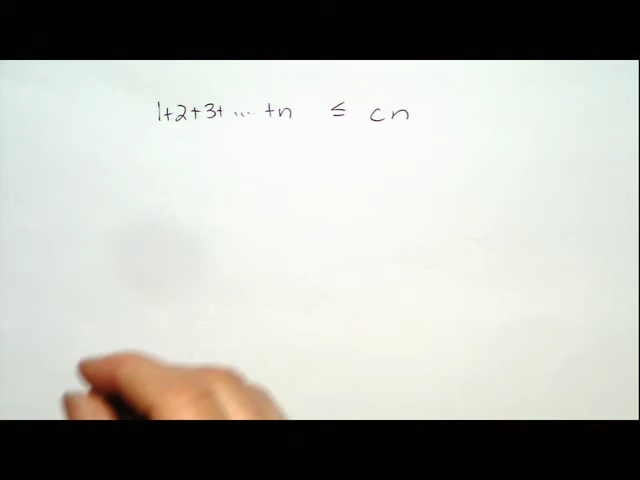 1+2+3+ .... +n ≤ cn